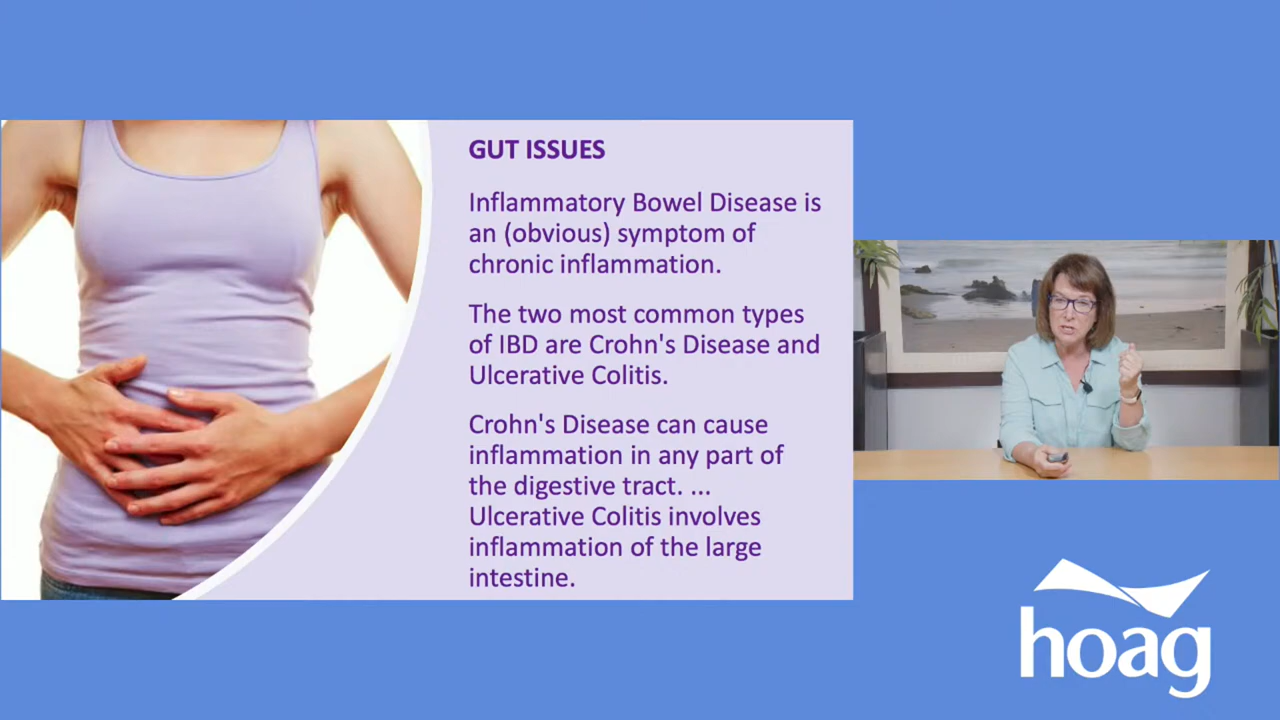 GUT ISSUES
Inflammatory Bowel Disease is
an (obvious) symptom of
chronic inflammation.
The two most common types
of IBD are Crohn's Disease and
Ulcerative Colitis.
Crohn's Disease can cause
inflammation in any part of
the digestive tract. ...
Ulcerative Colitis involves
inflammation of the large
intestine.
hoag